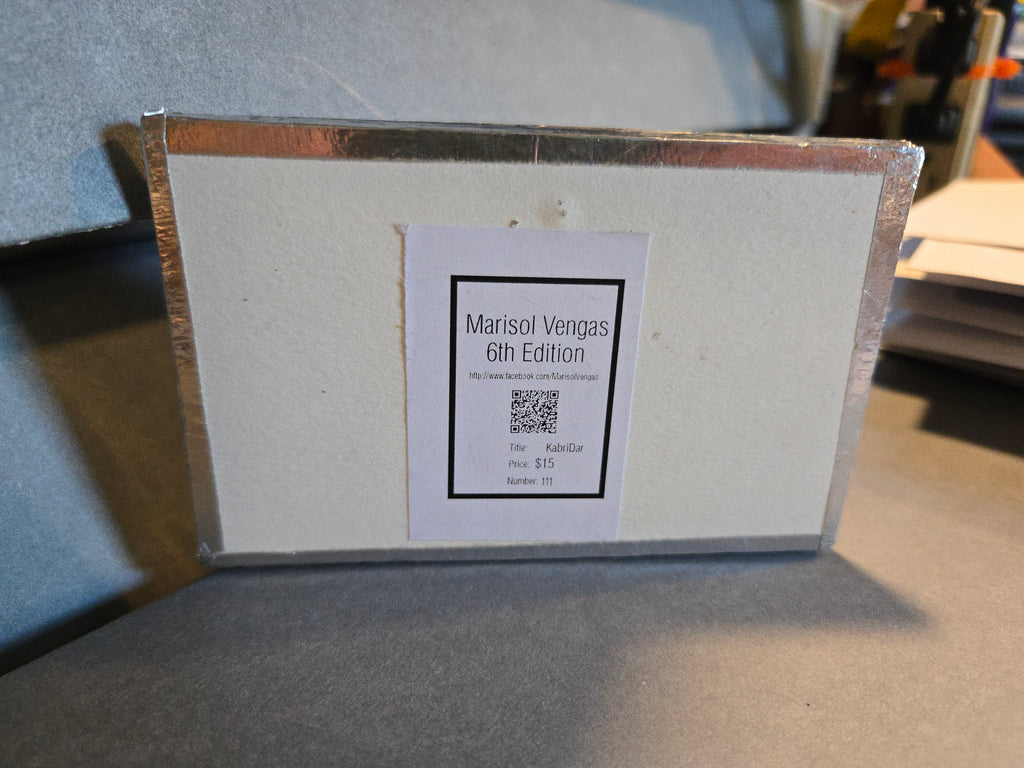 Marisol Vengas
6th Edition
http://www.facebook.com/MarisolVengas
Title: KabriDar
Price: $15
Number: 111